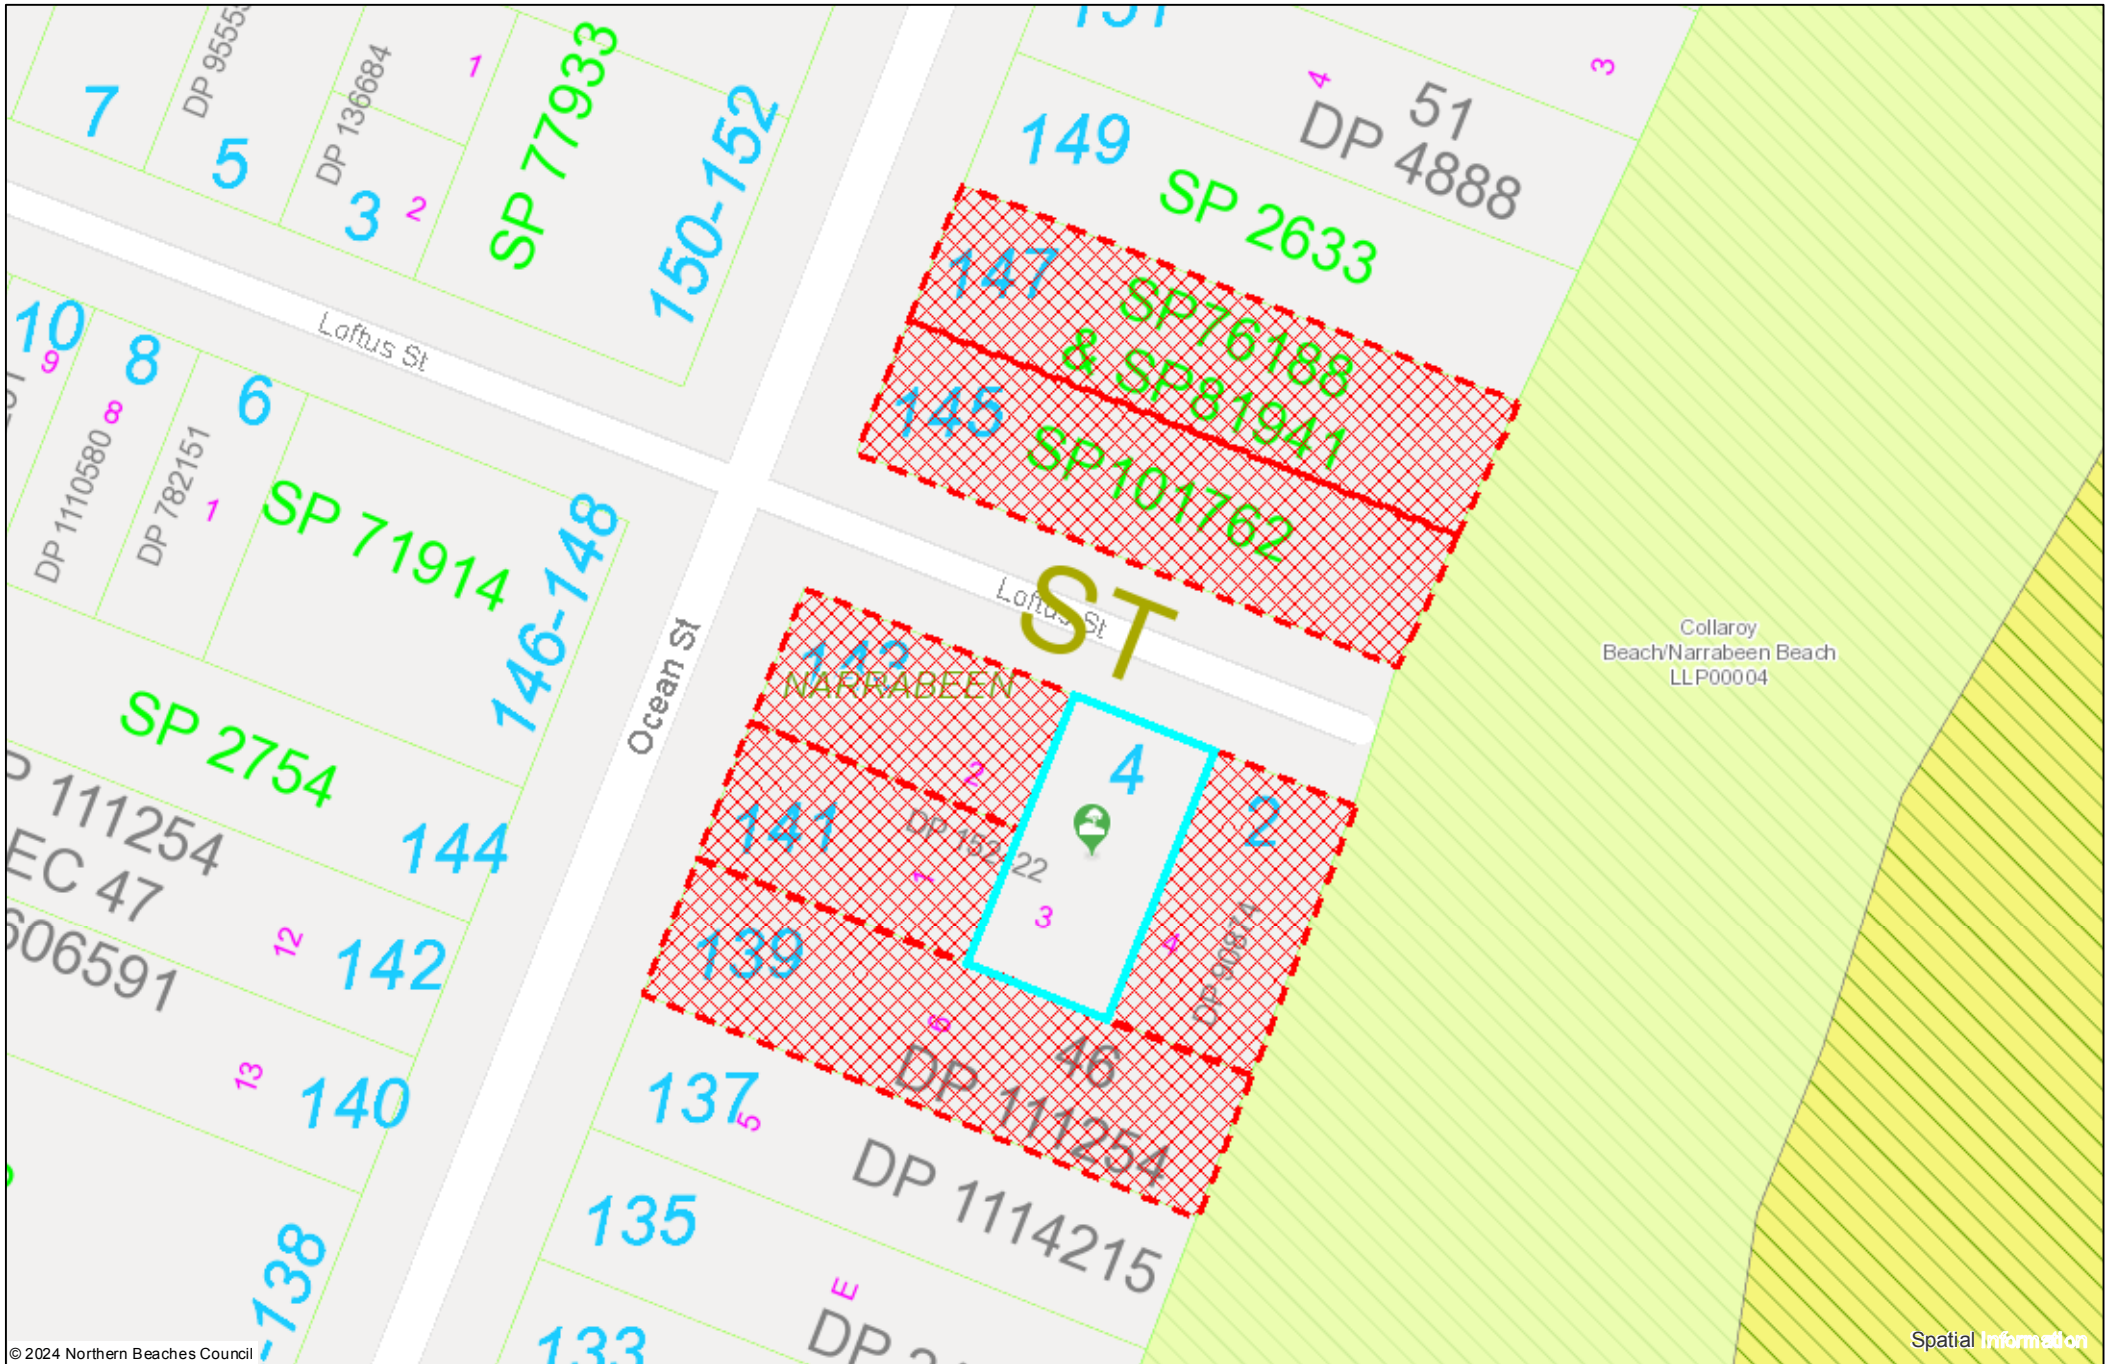 7
DP 136684
5
3
1
2
SP 77933
150-152
149
4
51
DP 4888
3
SP 2633
147
SP76188
& SP81941
145
SP101762
10
9
8
8
6
DP 1110580
DP 782151
1
Loftus St
SP 71914
146-148
Loftus St
ST
Ocean St
143
NARRABEEN
2
4
2
141
DP 90874
1
3
4
139
6
46
DP 111254
Collaroy
Beach/Narrabeen Beach
LLP00004
SP 2754
144
111254
EC 47
606591
12
142
13
140
137
5
DP 1114215
135
E
133
-138
© 2024 Northern Beaches Council
Spatial Information